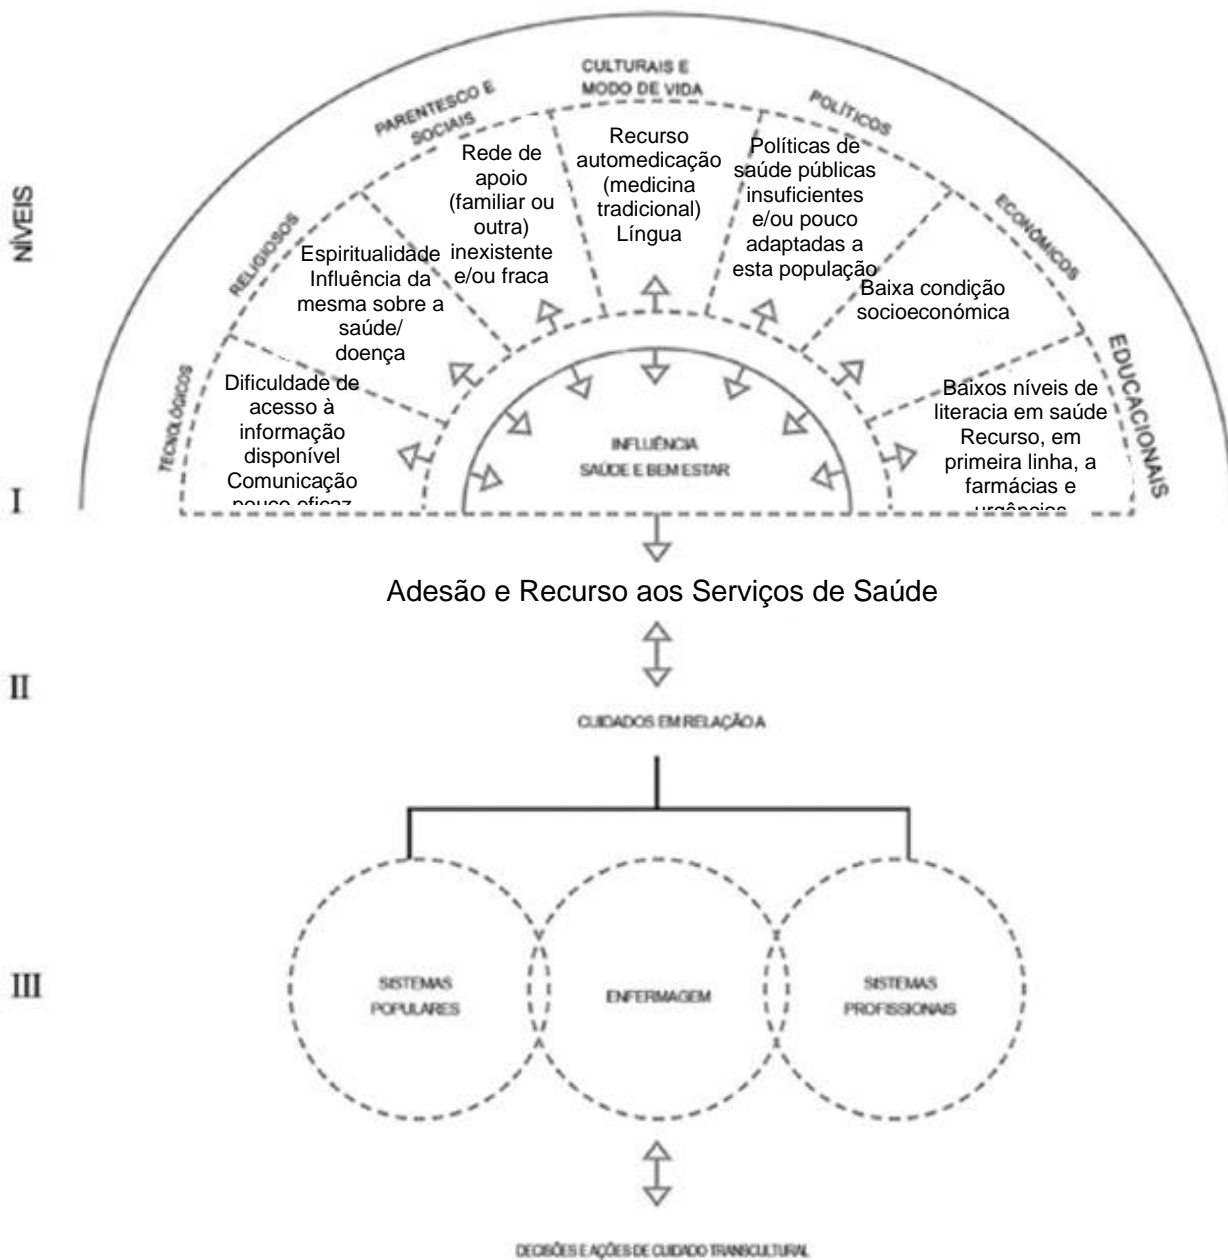 NÍVEIS
TECNOLÓGICOS
RELIGIOSOS
PARENTESCO E
SOCIAIS
CULTURAIS E
MODO DE VIDA
POLÍTICOS
ECONÓMICOS
EDUCACIONAIS
Dificuldade de
acesso à
informação
disponível
Comunicação
pouco eficaz
Espiritualidade
Influência da
mesma sobre a
saúde/
doença
Rede de
apoio
(familiar ou
outra)
inexistente
e/ou fraca
Recurso
automedicação
(medicina
tradicional)
Língua
Políticas de
saúde públicas
insuficientes
e/ou pouco
adaptadas a
esta população
Baixa condição
socioeconómica
Baixos níveis de
literacia em saúde
Recurso, em
primeira linha, a
farmácias e
urgências
INFLUÊNCIA
SAÚDE E BEM ESTAR
I
Adesão e Recurso aos Serviços de Saúde
II
CUIDADOS EM RELAÇÃO A
III
SISTEMAS
POPULARES
ENFERMAGEM
SISTEMAS
PROFISSIONAIS
DECISÕES E AÇÕES DE CUIDADO TRANSCULTURAL